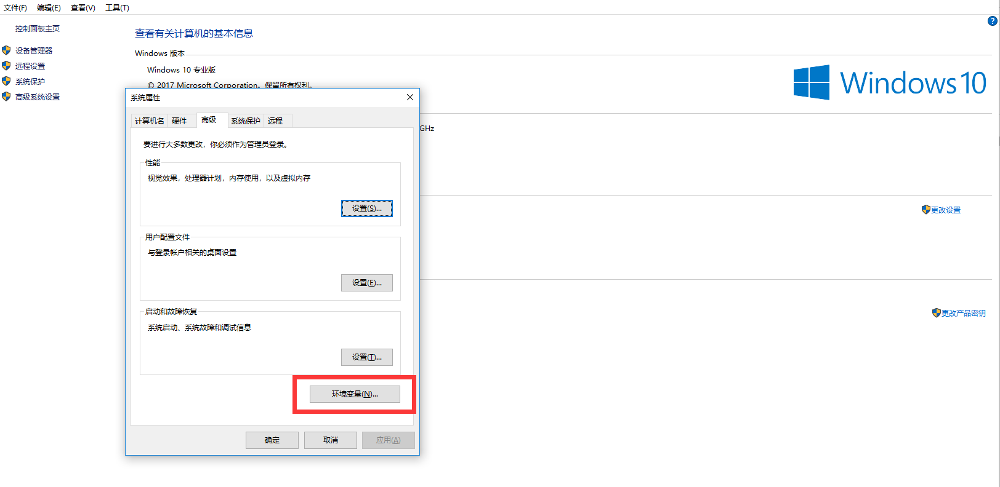 文件(F) 编辑(E) 查看(V) 工具(T)
控制面板主页
设备管理器
远程设置
系统保护
高级系统设置
查看有关计算机的基本信息
Windows 版本
Windows 10 专业版
© 2017 Microsoft Corporation。保留所有权利。
Windows 10
GHz
更改设置
更改产品密钥
系统属性
计算机名 硬件 高级 系统保护 远程
要进行大多数更改，你必须作为管理员登录。
性能
视觉效果，处理器计划，内存使用，以及虚拟内存
设置(S)...
用户配置文件
与登录帐户相关的桌面设置
设置(E)...
启动和故障恢复
系统启动、系统故障和调试信息
设置(T)...
环境变量(N)...
确定 取消 应用(A)